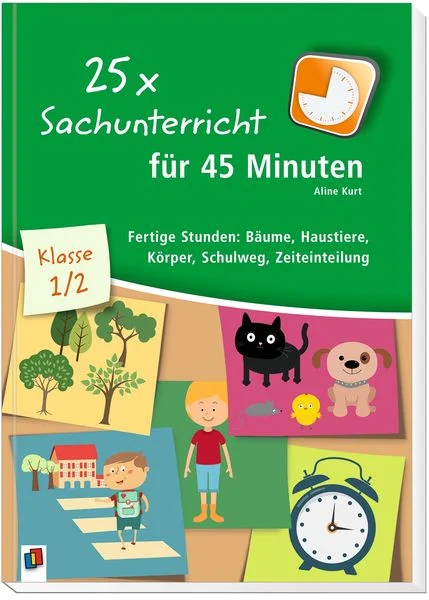 25 x
Sachunterricht
für 45 Minuten
Aline Kurt
Fertige Stunden: Bäume, Haustiere,
Körper, Schulweg, Zeiteinteilung
Klasse
1/2